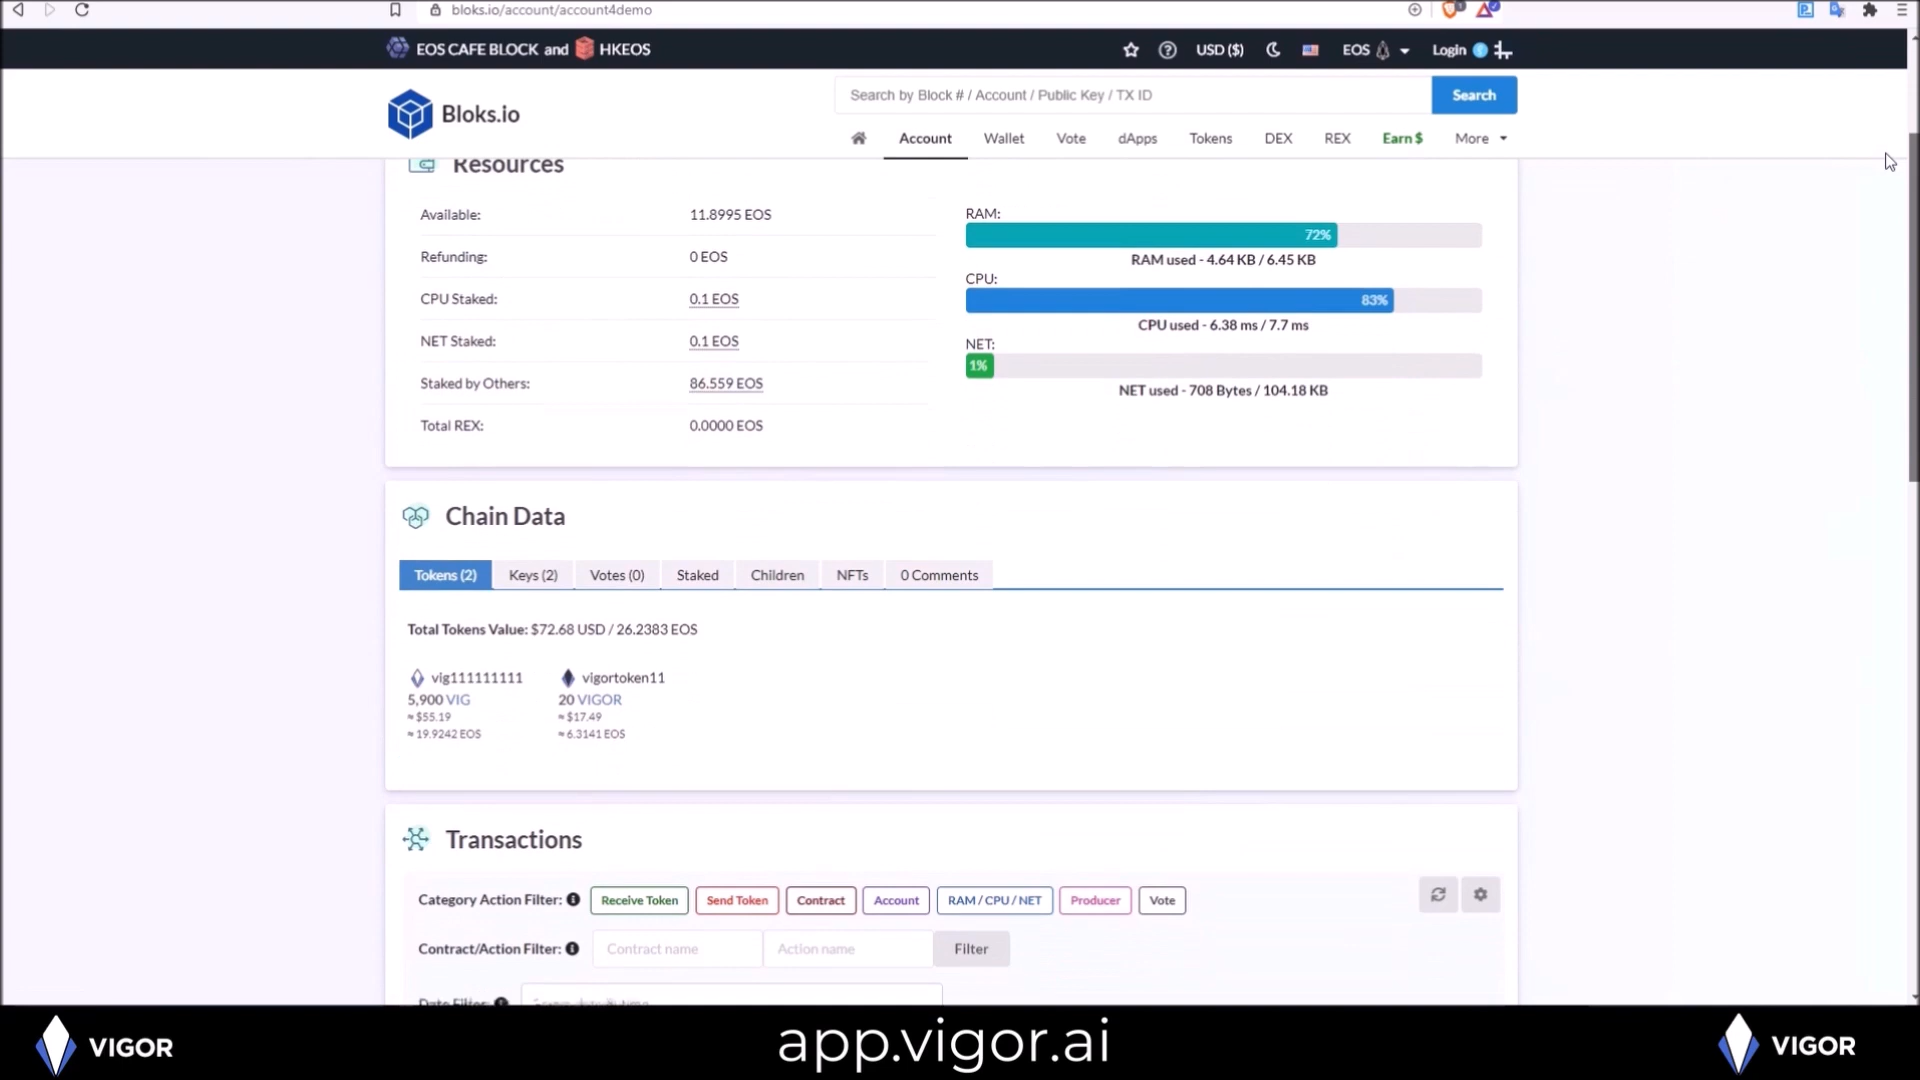 bloks.io/account/account4demo
EOS CAFE BLOCK and HKEOS
USD ($)
EOS
Login
Bloks.io
Search by Block # / Account / Public Key / TX ID
Search
Account
Wallet
Vote
dApps
Tokens
DEX
REX
Earn $
More
Resources
Available: 11.8995 EOS
Refunding: 0 EOS
CPU Staked: 0.1 EOS
NET Staked: 0.1 EOS
Staked by Others: 86.559 EOS
Total REX: 0.0000 EOS
RAM:
72%
RAM used - 4.64 KB / 6.45 KB
CPU:
83%
CPU used - 6.38 ms / 7.7 ms
NET:
1%
NET used - 708 Bytes / 104.18 KB
Chain Data
Tokens (2)
Keys (2)
Votes (0)
Staked
Children
NFTs
0 Comments
Total Tokens Value: $72.68 USD / 26.2383 EOS
vig111111111
5,900 VIG
≈ $55.19
≈ 19.9242 EOS
vigortoken11
20 VIGOR
≈ $17.49
≈ 6.3141 EOS
Transactions
Category Action Filter:
Receive Token
Send Token
Contract
Account
RAM / CPU / NET
Producer
Vote
Contract/Action Filter:
Contract name
Action name
Filter
Date Filter:
VIGOR
app.vigor.ai
VIGOR